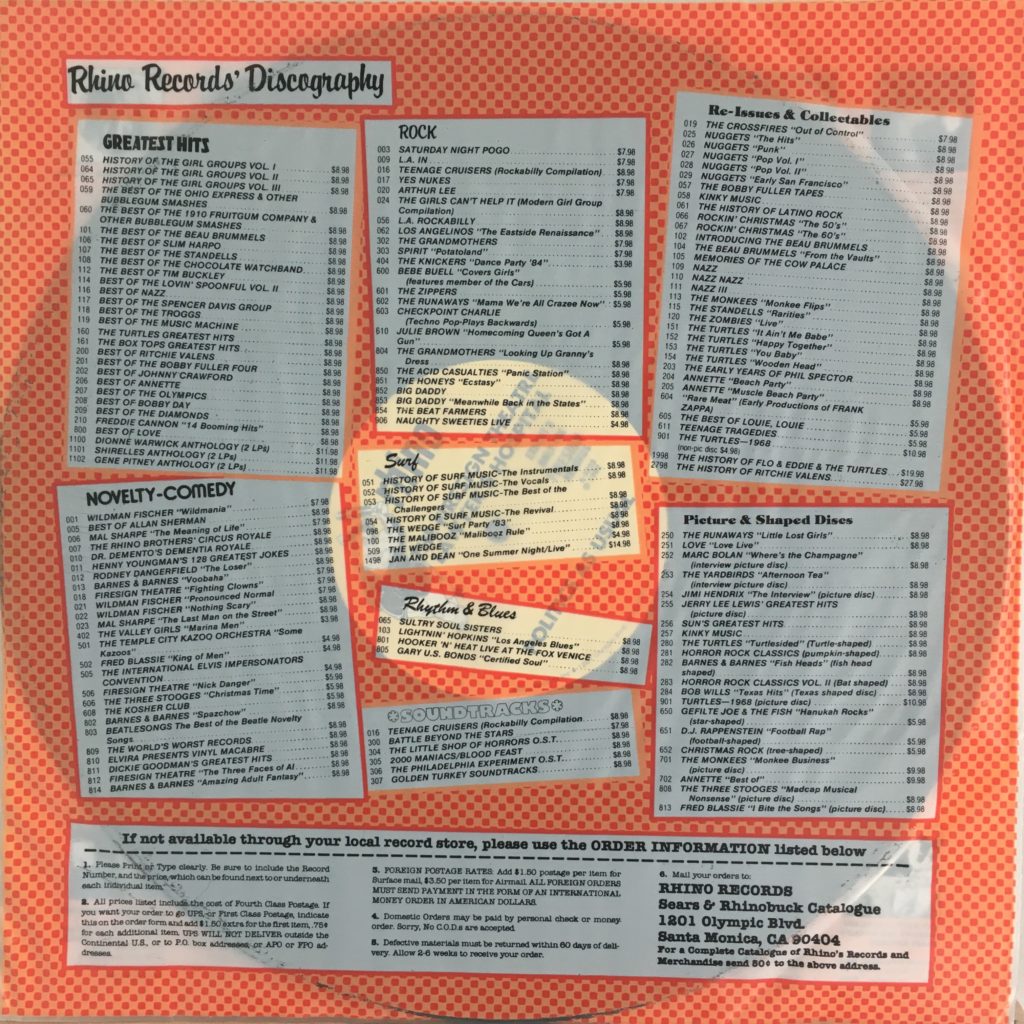 Rhino Records' Discography
GREATEST HITS
055 HISTORY OF THE GIRL GROUPS VOL. I
064 HISTORY OF THE GIRL GROUPS VOL. II $8.98
065 HISTORY OF THE GIRL GROUPS VOL. III $8.98
059 THE BEST OF THE OHIO EXPRESS & OTHER $8.98
BUBBLEGUM SMASHES
060 THE BEST OF THE 1910 FRUITGUM COMPANY & $8.98
OTHER BUBBLEGUM SMASHES
101 THE BEST OF THE BEAU BRUMMELS $8.98
106 THE BEST OF SLIM HARPO $8.98
107 THE BEST OF THE STANDELLS $8.98
108 THE BEST OF THE CHOCOLATE WATCHBAND $8.98
112 THE BEST OF TIM BUCKLEY $8.98
114 BEST OF THE LOVIN' SPOONFUL VOL. II $8.98
116 BEST OF NAZZ $8.98
117 BEST OF THE SPENCER DAVIS GROUP $8.98
118 BEST OF THE TROGGS $8.98
119 BEST OF THE MUSIC MACHINE $8.98
160 THE TURTLES GREATEST HITS $8.98
161 THE BOX TOPS GREATEST HITS $8.98
200 BEST OF RITCHIE VALENS $8.98
201 BEST OF THE BOBBY FULLER FOUR $8.98
202 BEST OF JOHNNY CRAWFORD $8.98
206 BEST OF ANNETTE $8.98
207 BEST OF THE OLYMPICS $8.98
208 BEST OF BOBBY DAY $8.98
209 BEST OF THE DIAMONDS $8.98
210 FREDDIE CANNON "14 Booming Hits" $8.98
800 BEST OF LOVE $8.98
1100 DIONNE WARWICK ANTHOLOGY (2 LPs) $8.98
1101 SHIRELLES ANTHOLOGY (2 LPs) $11.98
1102 GENE PITNEY ANTHOLOGY (2 LPs) $11.98
$11.98
NOVELTY-COMEDY
001 WILDMAN FISCHER "Wildmania" $7.98
005 BEST OF ALLAN SHERMAN $8.98
006 MAL SHARPE "The Meaning of Life" $7.98
007 THE RHINO BROTHERS' CIRCUS ROYALE $8.98
010 DR. DEMENTO'S DEMENTIA ROYALE $8.98
011 HENNY YOUNGMAN'S 128 GREATEST JOKES $8.98
012 RODNEY DANGERFIELD "The Loser" $8.98
013 BARNES & BARNES "Voobaha" $7.98
018 FIRESIGN THEATRE "Fighting Clowns" $8.98
021 WILDMAN FISCHER "Pronounced Normal $7.98
022 WILDMAN FISCHER "Nothing Scary" $8.98
023 MAL SHARPE "The Last Man on the Street" $8.98
401 THE VALLEY GIRLS "Marina Men" $3.98
501 THE TEMPLE CITY KAZOO ORCHESTRA "Some
Kazoos" $4.98
502 FRED BLASSIE "King of Men" $4.98
505 THE INTERNATIONAL ELVIS IMPERSONATORS
CONVENTION $4.98
506 FIRESIGN THEATRE "Nick Danger" $5.98
606 THE THREE STOOGES "Christmas Time" $5.98
608 THE KOSHER CLUB $5.98
802 BARNES & BARNES "Spazchow" $8.98
803 BEATLESONGS The Best of the Beatle Novelty
Songs $8.98
809 THE WORLD'S WORST RECORDS $8.98
810 ELVIRA PRESENTS VINYL MACABRE $8.98
811 DICKIE GOODMAN'S GREATEST HITS $8.98
812 FIRESIGN THEATRE "The Three Faces of Al $8.98
814 BARNES & BARNES "Amazing Adult Fantasy" $8.98
ROCK
003 SATURDAY NIGHT POGO $7.98
009 L.A. IN $7.98
016 TEENAGE CRUISERS (Rockabilly Compilation) $8.98
017 YES NUKES $7.98
020 ARTHUR LEE $7.98
024 THE GIRLS CAN'T HELP IT (Modern Girl Group
Compilation) $8.98
056 L.A. ROCKABILLY $8.98
062 LOS ANGELINOS "The Eastside Renaissance" $8.98
302 THE GRANDMOTHERS $7.98
303 SPIRIT "Potatoland" $7.98
404 THE KNICKERS "Dance Party '84" $3.98
600 BEBE BUELL "Covers Girls"
(features member of the Cars) $5.98
601 THE ZIPPERS $5.98
602 THE RUNAWAYS "Mama We're All Crazee Now" $5.98
603 CHECKPOINT CHARLIE
(Techno Pop-Plays Backwards) $5.98
610 JULIE BROWN "Homecoming Queen's Got A
Gun" $5.98
804 THE GRANDMOTHERS "Looking Up Granny's
Dress $8.98
850 THE ACID CASUALTIES "Panic Station" $8.98
851 THE HONEYS "Ecstasy" $8.98
852 BIG DADDY $8.98
853 BIG DADDY "Meanwhile Back in the States" $8.98
854 THE BEAT FARMERS $8.98
906 NAUGHTY SWEETIES LIVE $4.98
Surf
051 HISTORY OF SURF MUSIC-The Instrumentals $8.98
052 HISTORY OF SURF MUSIC-The Vocals $8.98
053 HISTORY OF SURF MUSIC-The Best of the
Challengers $8.98
054 HISTORY OF SURF MUSIC-The Revival $8.98
098 THE WEDGE "Surf Party '83" $8.98
100 THE MALIBOOZ "Malibooz Rule" $8.98
509 THE WEDGE $4.98
1498 JAN AND DEAN "One Summer Night/Live" $14.98
Rhythm & Blues
065 SULTRY SOUL SISTERS
103 LIGHTNIN' HOPKINS "Los Angeles Blues" $8.98
801 HOOKER 'N' HEAT LIVE AT THE FOX VENICE $8.98
805 GARY U.S. BONDS "Certified Soul" $8.98
SOUNDTRACKS
016 TEENAGE CRUISERS (Rockabilly Compilation $8.98
300 BATTLE BEYOND THE STARS $8.98
304 THE LITTLE SHOP OF HORRORS O.S.T. $8.98
305 2000 MANIACS/BLOOD FEAST $8.98
306 THE PHILADELPHIA EXPERIMENT O.S.T. $8.98
307 GOLDEN TURKEY SOUNDTRACKS $8.98
Re-Issues & Collectables
019 THE CROSSFIRES "Out of Control" $7.98
025 NUGGETS "The Hits" $8.98
026 NUGGETS "Punk" $8.98
027 NUGGETS "Pop Vol. I" $8.98
028 NUGGETS "Pop Vol. II" $8.98
029 NUGGETS "Early San Francisco" $8.98
057 THE BOBBY FULLER TAPES $8.98
058 KINKY MUSIC $8.98
061 THE HISTORY OF LATINO ROCK $8.98
066 ROCKIN' CHRISTMAS "The 50's" $8.98
067 ROCKIN' CHRISTMAS "The 60's" $8.98
102 INTRODUCING THE BEAU BRUMMELS $8.98
104 THE BEAU BRUMMELS "From the Vaults" $8.98
105 MEMORIES OF THE COW PALACE $8.98
109 NAZZ $8.98
110 NAZZ NAZZ $8.98
111 NAZZ III $8.98
113 THE MONKEES "Monkee Flips" $8.98
115 THE STANDELLS "Rarities" $8.98
120 THE ZOMBIES "Live" $8.98
151 THE TURTLES "It Ain't Me Babe" $8.98
152 THE TURTLES "Happy Together" $8.98
153 THE TURTLES "You Baby" $8.98
154 THE TURTLES "Wooden Head" $8.98
203 THE EARLY YEARS OF PHIL SPECTOR $8.98
204 ANNETTE "Beach Party" $8.98
205 ANNETTE "Muscle Beach Party" $8.98
604 "Rare Meat" (Early Productions of FRANK
ZAPPA)
605 THE BEST OF LOUIE, LOUIE $5.98
611 TEENAGE TRAGEDIES $5.98
901 THE TURTLES—1968 $5.98
(non-pic disc $4.98) $10.98
1998 THE HISTORY OF FLO & EDDIE & THE TURTLES $19.98
2798 THE HISTORY OF RITCHIE VALENS $27.98
Picture & Shaped Discs
250 THE RUNAWAYS "Little Lost Girls" $8.98
251 LOVE "Love Live" $8.98
252 MARC BOLAN "Where's the Champagne"
(interview picture disc) $8.98
253 THE YARDBIRDS "Afternoon Tea"
(interview picture disc) $8.98
254 JIMI HENDRIX "The Interview" (picture disc) $8.98
255 JERRY LEE LEWIS' GREATEST HITS
(picture disc) $8.98
256 SUN'S GREATEST HITS $8.98
257 KINKY MUSIC $8.98
280 THE TURTLES "Turtlesided" (Turtle-shaped) $8.98
281 HORROR ROCK CLASSICS (pumpkin-shaped) $8.98
282 BARNES & BARNES "Fish Heads" (fish head
shaped) $8.98
283 HORROR ROCK CLASSICS VOL. II (Bat shaped) $8.98
284 BOB WILLS "Texas Hits" (Texas shaped disc) $8.98
901 TURTLES—1968 (picture disc) $10.98
650 GEFILTE JOE & THE FISH "Hanukah Rocks"
(star-shaped) $5.98
651 D.J. RAPPENSTEIN "Football Rap"
(football-shaped) $5.98
652 CHRISTMAS ROCK (tree-shaped) $5.98
701 THE MONKEES "Monkee Business"
(picture disc) $9.98
702 ANNETTE "Best of" $9.98
808 THE THREE STOOGES "Madcap Musical
Nonsense" (picture disc) $8.98
813 FRED BLASSIE "I Bite the Songs" (picture disc) $8.98
If not available through your local record store, please use the ORDER INFORMATION listed below
1. Please Print or Type clearly. Be sure to include the Record
Number, and the price, which can be found next to or underneath
each individual item.
2. All prices listed include the cost of Fourth Class Postage. If
you want your order to go UPS, or First Class Postage, indicate
this on the order form and add $1.50 extra for the first item, .75¢
for each additional item. UPS WILL NOT DELIVER outside the
Continental U.S., or to P.O. box addresses, or APO or FPO ad-
dresses.
3. FOREIGN POSTAGE RATES: Add $1.50 postage per item for
Surface mail, $3.50 per item for Airmail. ALL FOREIGN ORDERS
MUST SEND PAYMENT IN THE FORM OF AN INTERNATIONAL
MONEY ORDER IN AMERICAN DOLLARS.
4. Domestic Orders may be paid by personal check or money
order. Sorry, No C.O.D.s are accepted
5. Defective materials must be returned within 60 days of deli-
very. Allow 2-6 weeks to receive your order.
6. Mail your orders to:
RHINO RECORDS
Sears & Rhinobuck Catalogue
1201 Olympic Blvd.
Santa Monica, CA 90404
For a Complete Catalogue of Rhino's Records and
Merchandise send 50¢ to the above address.